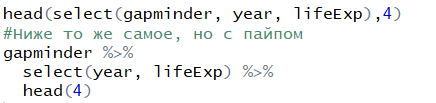 head(select(gapminder, year, lifeExp),4)
#Ниже то же самое, но с пайпом
gapminder %>%
  select(year, lifeExp) %>%
  head(4)